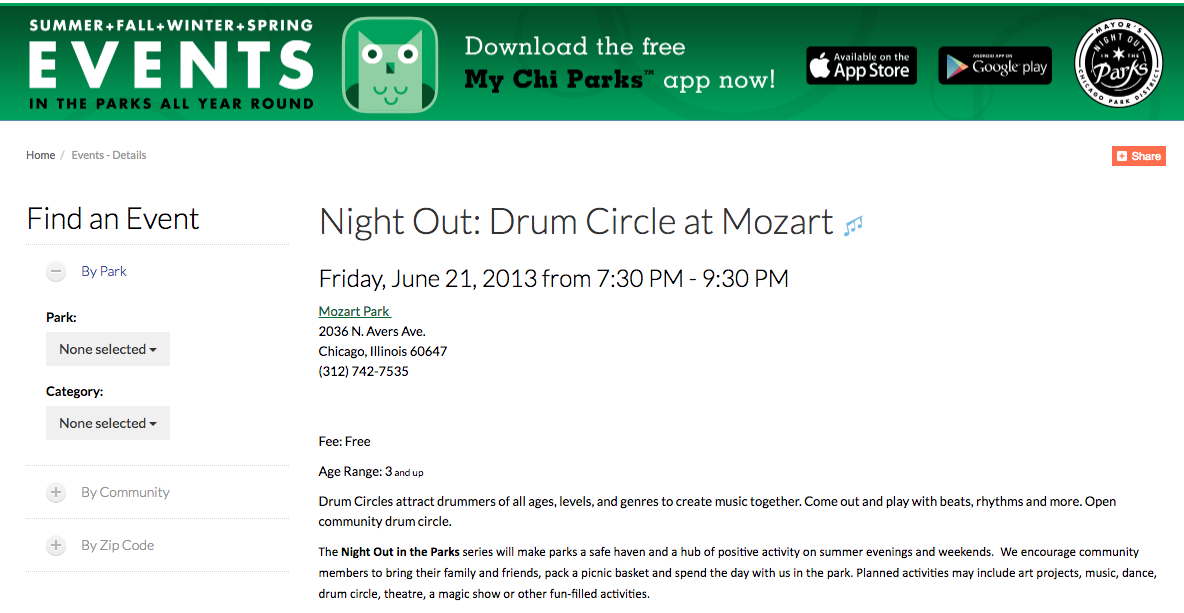 SUMMER+FALL+WINTER+SPRING
EVENTS
IN THE PARKS ALL YEAR ROUND
Download the free
My Chi Parks™ app now!
Available on the
App Store
ANDROID APP ON
Google play
MAYOR'S
NIGHT OUT
IN THE
Parks
CHICAGO PARK DISTRICT
Home / Events - Details
Share
Find an Event
By Park
Park:
None selected
Category:
None selected
By Community
By Zip Code
Night Out: Drum Circle at Mozart
Friday, June 21, 2013 from 7:30 PM - 9:30 PM
Mozart Park
2036 N. Avers Ave.
Chicago, Illinois 60647
(312) 742-7535
Fee: Free
Age Range: 3 and up
Drum Circles attract drummers of all ages, levels, and genres to create music together. Come out and play with beats, rhythms and more. Open
community drum circle.
The Night Out in the Parks series will make parks a safe haven and a hub of positive activity on summer evenings and weekends. We encourage community
members to bring their family and friends, pack a picnic basket and spend the day with us in the park. Planned activities may include art projects, music, dance,
drum circle, theatre, a magic show or other fun-filled activities.